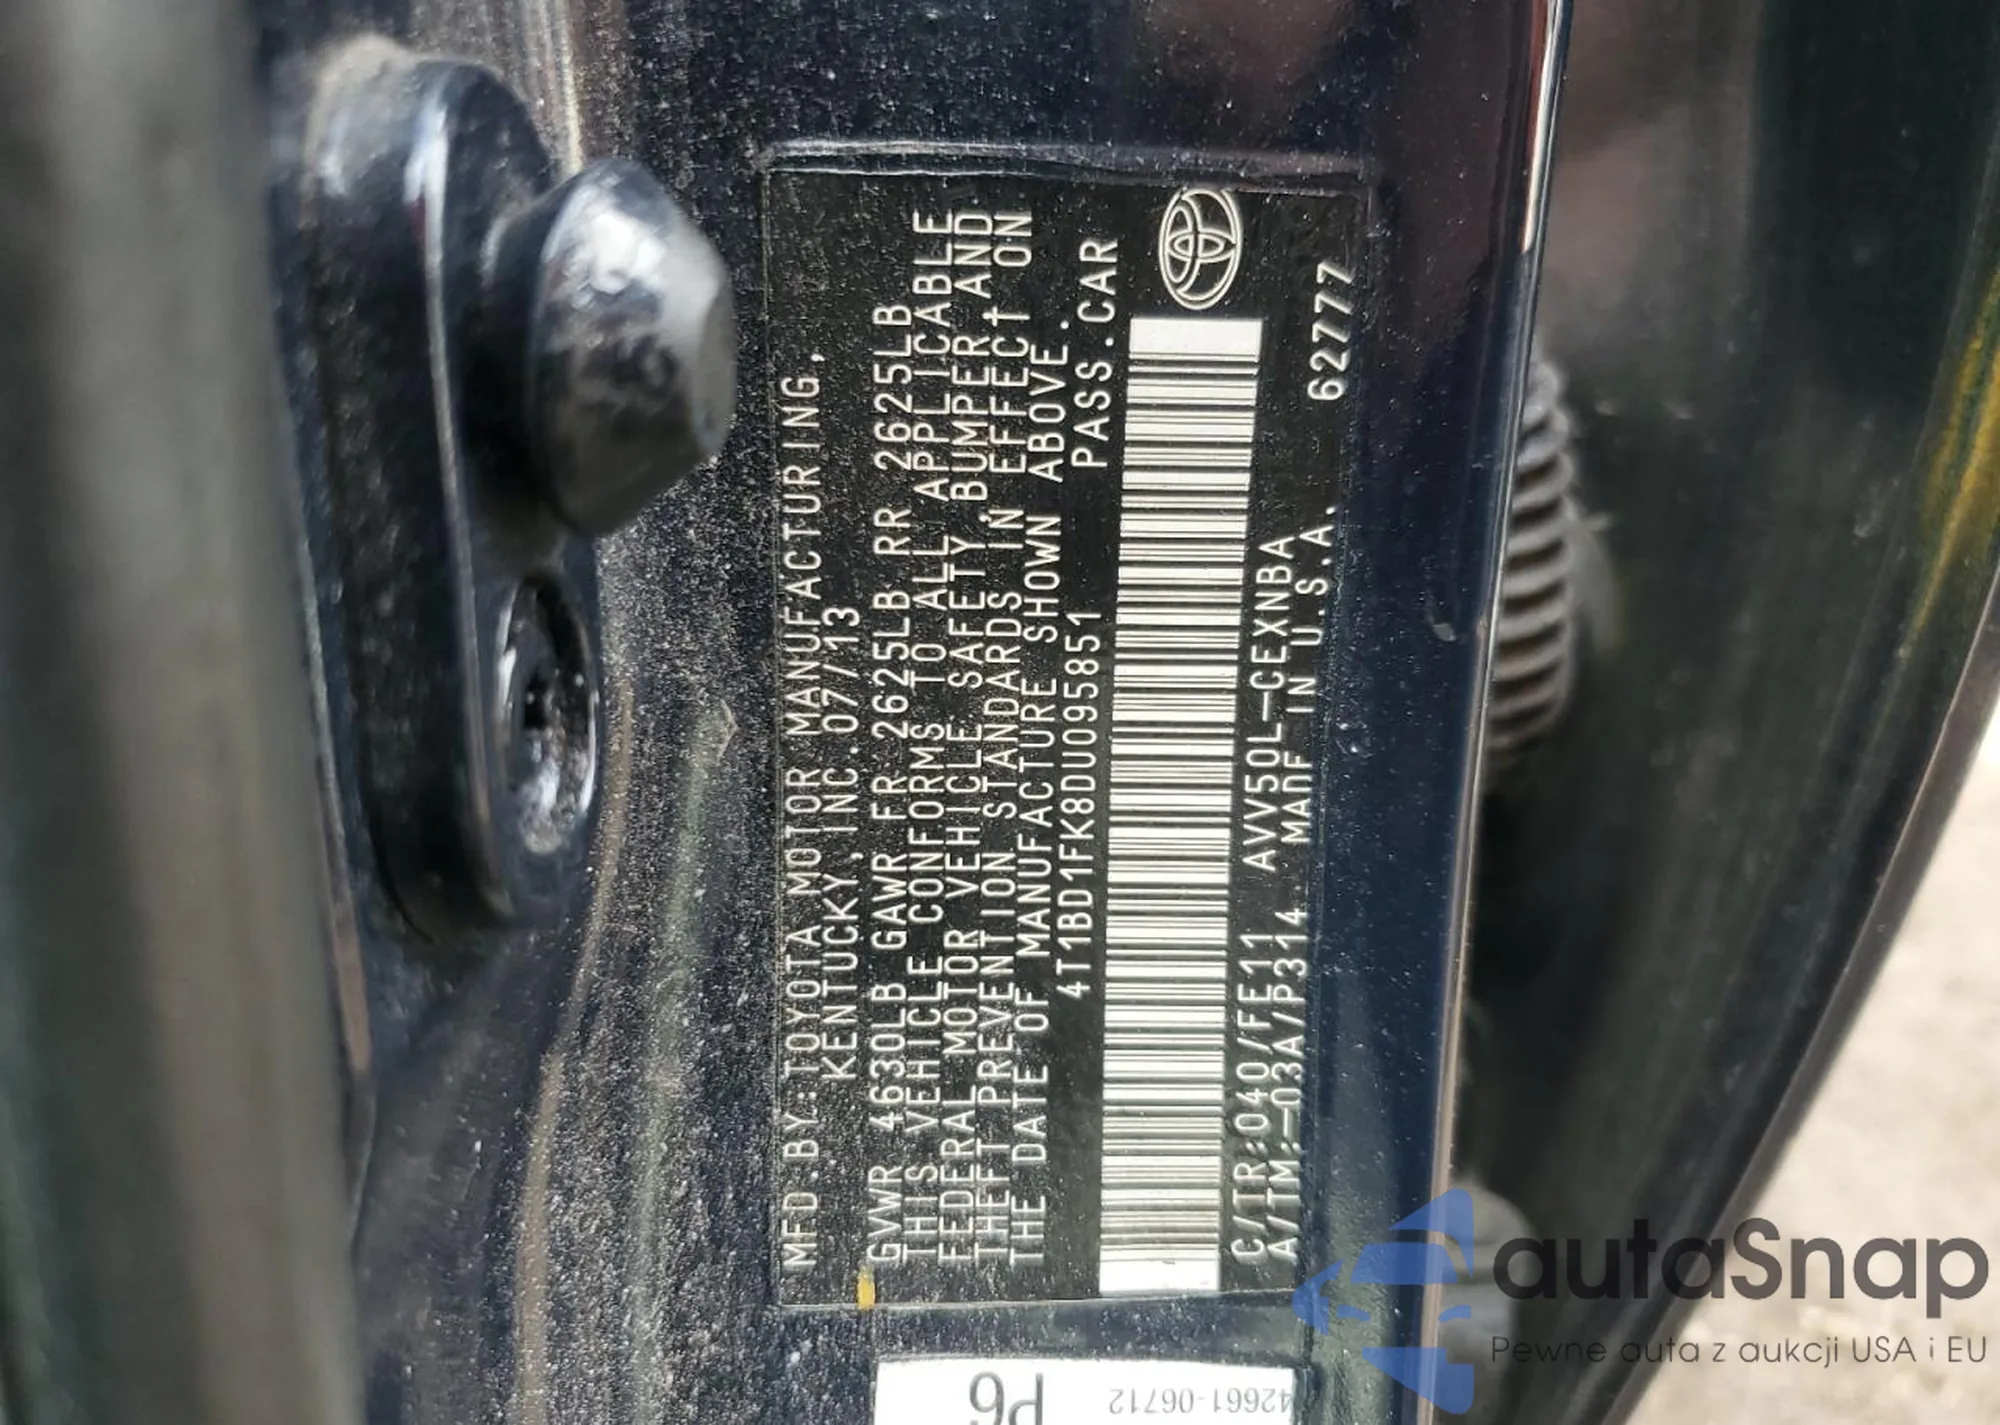 MFD.BY:TOYOTA MOTOR MANUFACTURING,
KENTUCKY,INC.07/13
GVWR 4630LB GAWR FR 2625LB RR 2625LB
THIS VEHICLE CONFORMS TO ALL APPLICABLE
FEDERAL MOTOR VEHICLE SAFETY,BUMPER,AND
THEFT PREVENTION STANDARDS IN EFFECT ON
THE DATE OF MANUFACTURE SHOWN ABOVE.
4T1BD1FK8DU095851 PASS.CAR
C/TR:040/FE11 AVV50L-CEXNBA
A/TM:-03A/P314 MADE IN U.S.A. 62777
P6
42661-06712
autaSnap
Pewne auta z aukcji USA i EU